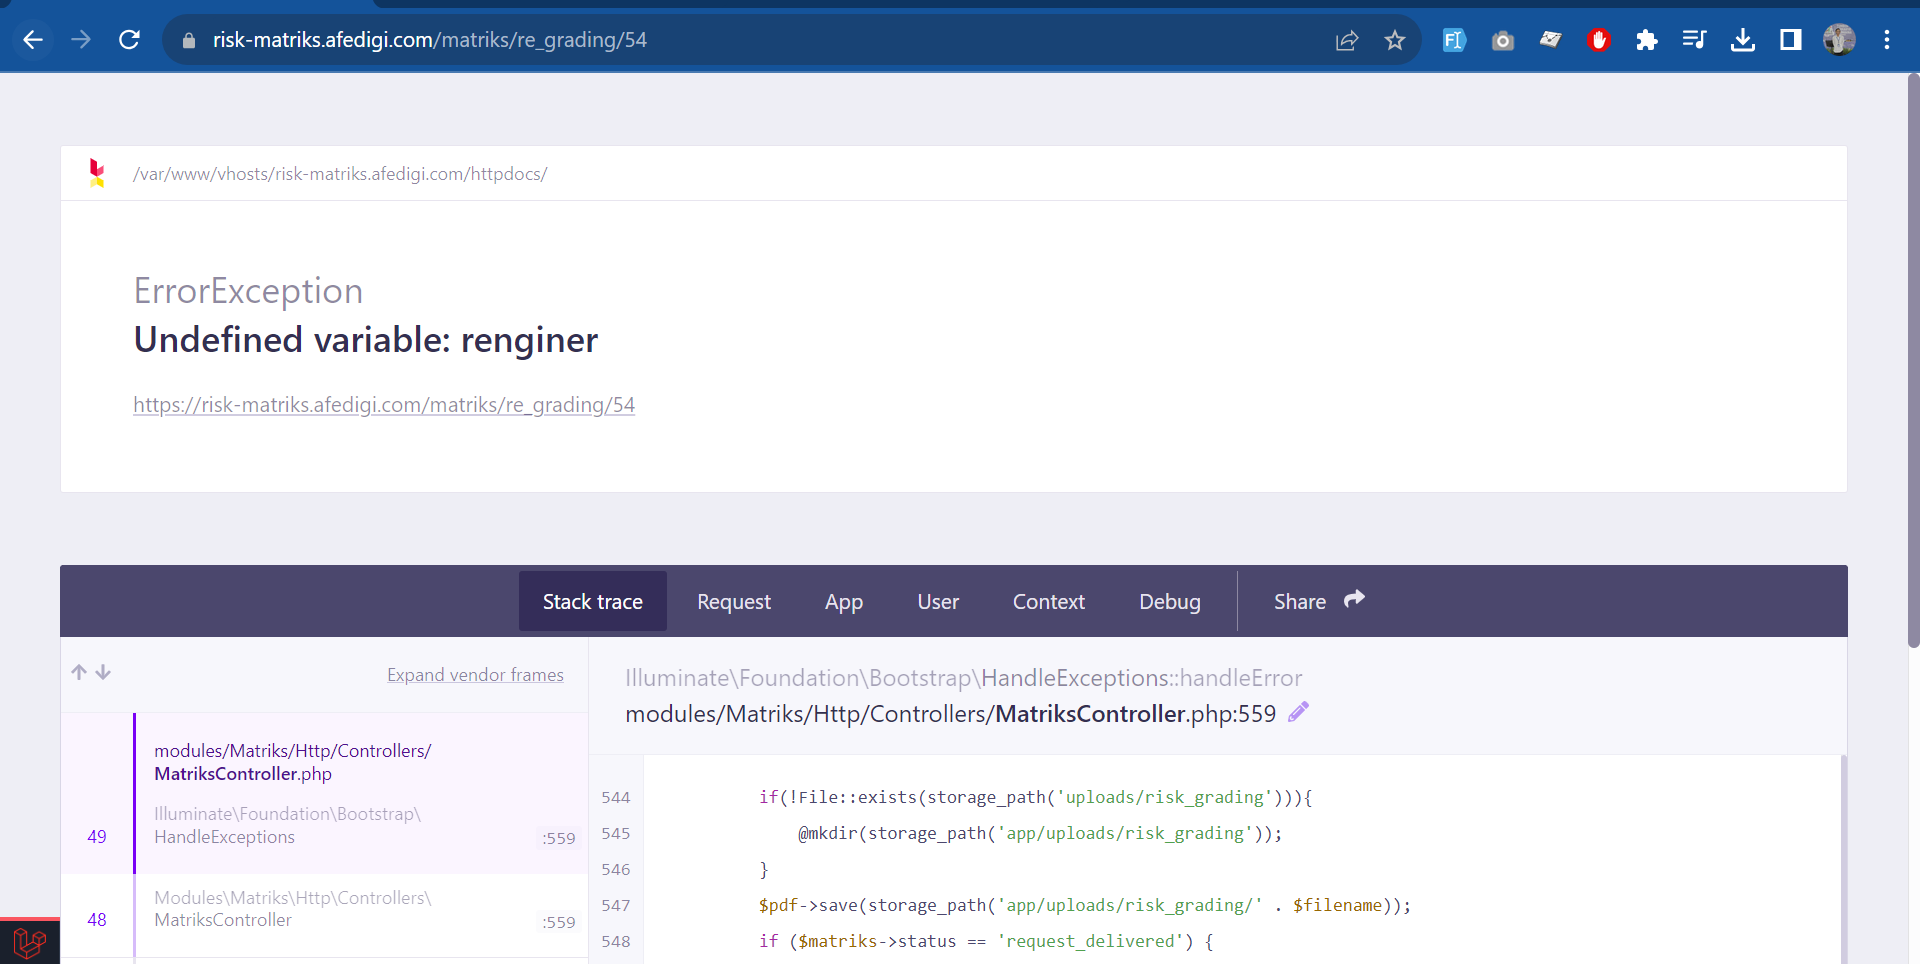 risk-matriks.afedigi.com/matriks/re_grading/54
/var/www/vhosts/risk-matriks.afedigi.com/httpdocs/
ErrorException
Undefined variable: renginer
https://risk-matriks.afedigi.com/matriks/re_grading/54
Stack trace Request App User Context Debug Share
Expand vendor frames
modules/Matriks/Http/Controllers/
MatriksController.php
Illuminate\Foundation\Bootstrap\
49 HandleExceptions :559
Modules\Matriks\Http\Controllers\
48 MatriksController :559
Illuminate\Foundation\Bootstrap\HandleExceptions::handleError
modules/Matriks/Http/Controllers/MatriksController.php:559
544 if(!File::exists(storage_path('uploads/risk_grading'))){
545 @mkdir(storage_path('app/uploads/risk_grading'));
546 }
547 $pdf->save(storage_path('app/uploads/risk_grading/' . $filename));
548 if ($matriks->status == 'request_delivered') {